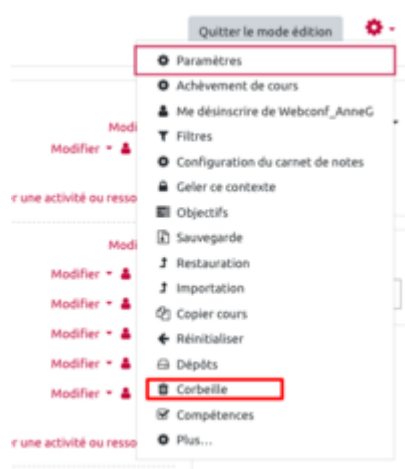 Quitter le mode édition
Paramètres
Achèvement de cours
Me désinscrire de Webconf_AnneG
Modi
Modifier
Filtres
Configuration du carnet de notes
Geler ce contexte
r une activité ou resso
Objectifs
Sauvegarde
Modi
Restauration
Modifier
Importation
Modifier
Copier cours
Modifier
Réinitialiser
Modifier
Dépôts
Modifier
Corbeille
Compétences
r une activité ou resso
Plus...